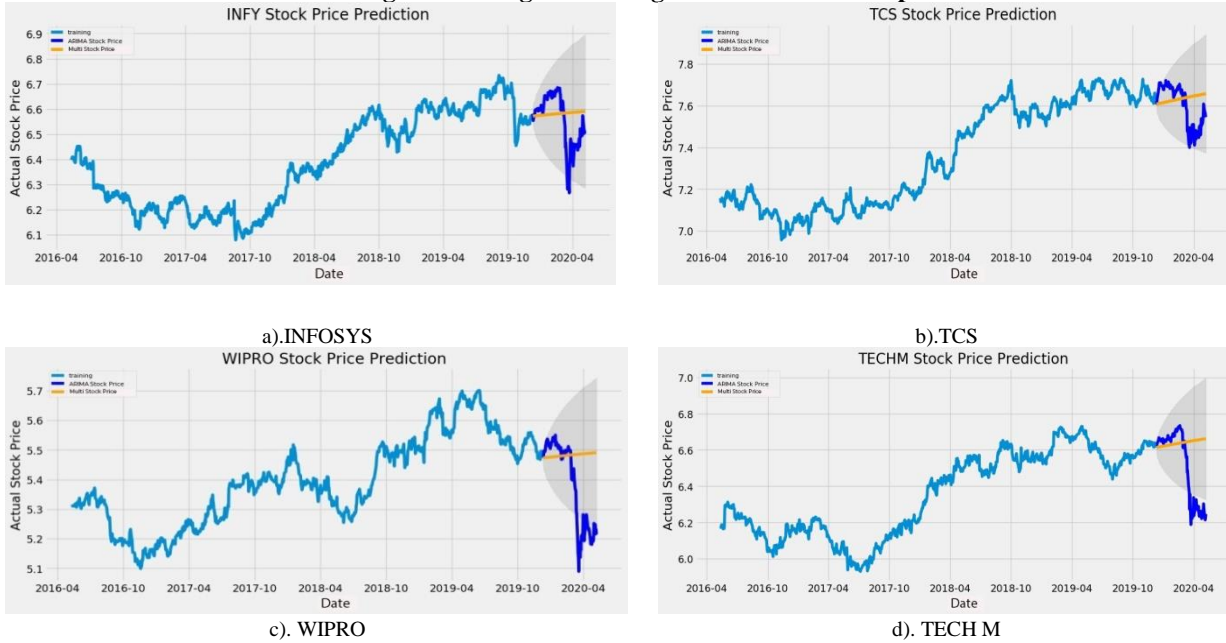 INFY Stock Price Prediction
training
ARIMA Stock Price
Multi Stock Price
Actual Stock Price
6.9
6.8
6.7
6.6
6.5
6.4
6.3
6.2
6.1
2016-04 2016-10 2017-04 2017-10 2018-04 2018-10 2019-04 2019-10 2020-04
Date
a).INFOSYS
TCS Stock Price Prediction
training
ARIMA Stock Price
Multi Stock Price
Actual Stock Price
7.8
7.6
7.4
7.2
7.0
2016-04 2016-10 2017-04 2017-10 2018-04 2018-10 2019-04 2019-10 2020-04
Date
b).TCS
WIPRO Stock Price Prediction
training
ARIMA Stock Price
Multi Stock Price
Actual Stock Price
5.7
5.6
5.5
5.4
5.3
5.2
5.1
2016-04 2016-10 2017-04 2017-10 2018-04 2018-10 2019-04 2019-10 2020-04
Date
c). WIPRO
TECHM Stock Price Prediction
training
ARIMA Stock Price
Multi Stock Price
Actual Stock Price
7.0
6.8
6.6
6.4
6.2
6.0
2016-04 2016-10 2017-04 2017-10 2018-04 2018-10 2019-04 2019-10 2020-04
Date
d). TECH M